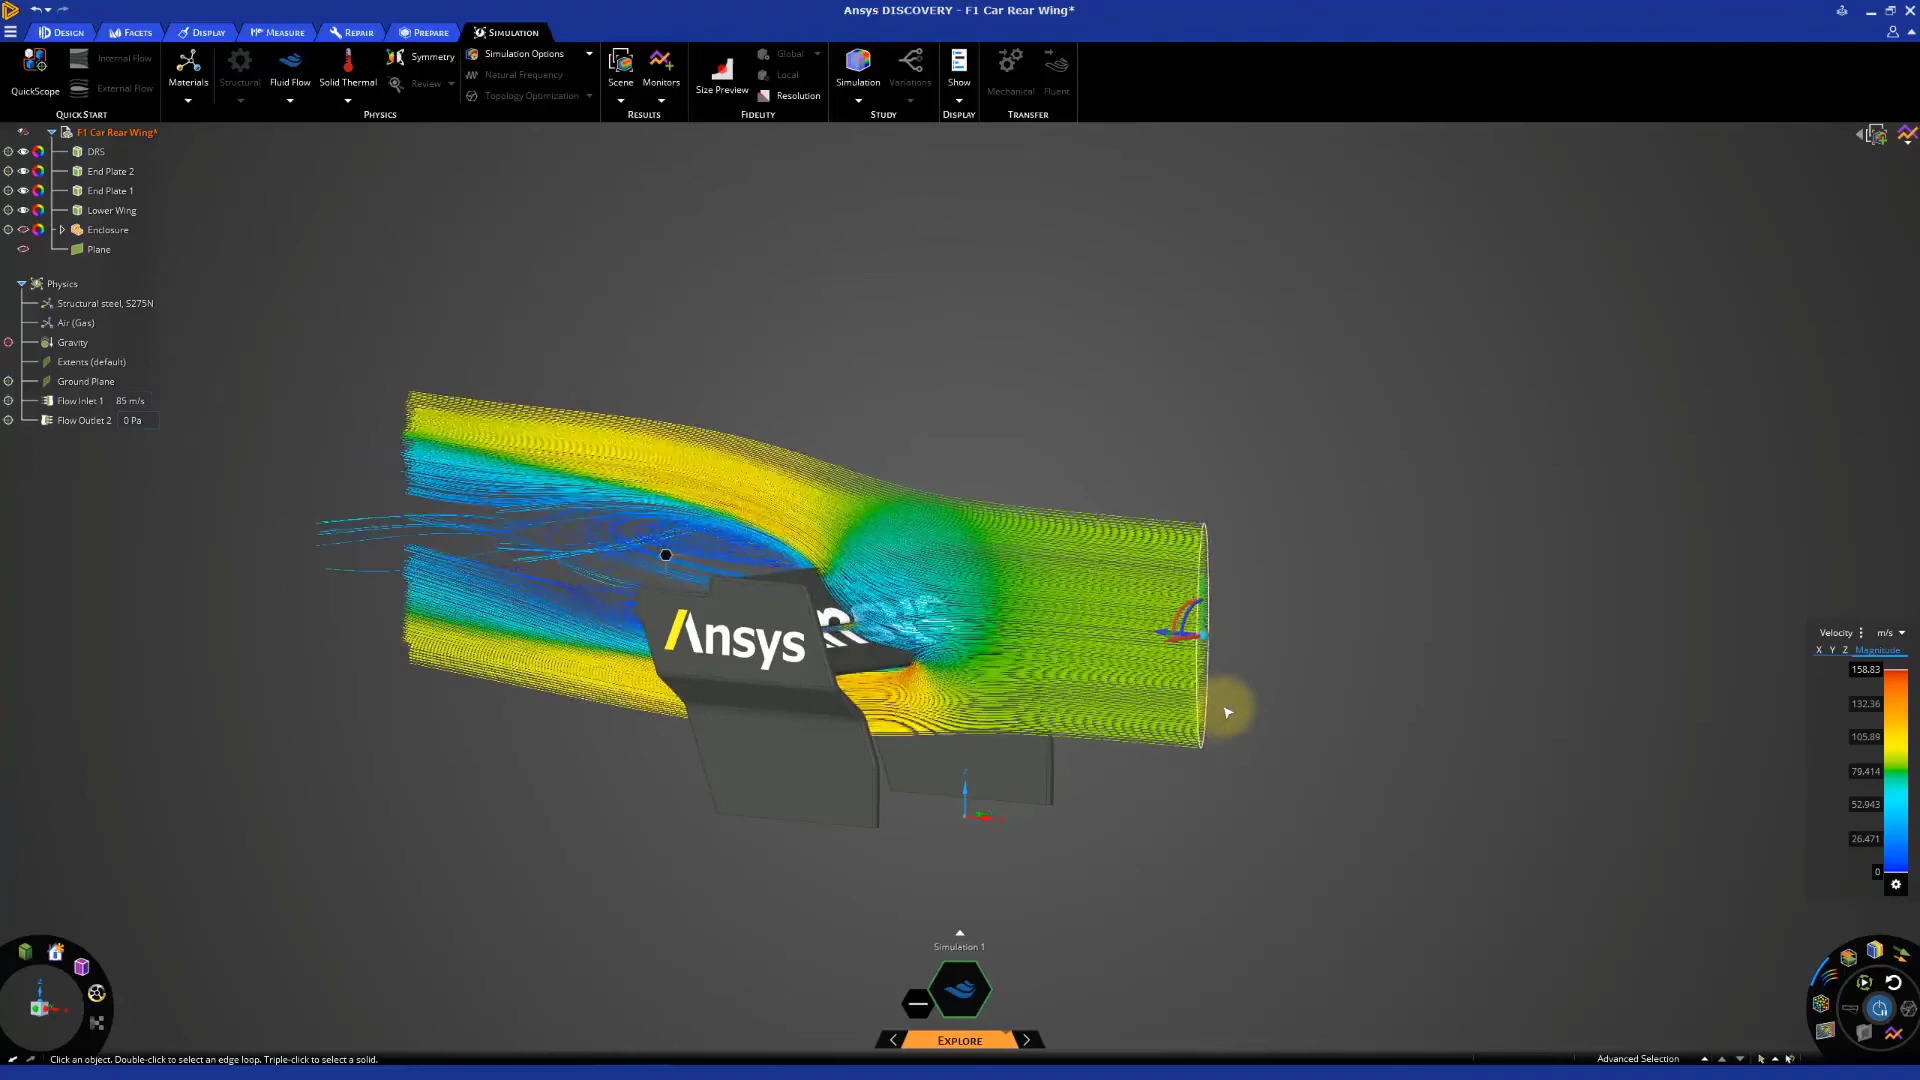 Ansys DISCOVERY - F1 Car Rear Wing*
DESIGN FACETS DISPLAY MEASURE REPAIR PREPARE SIMULATION
QuickScope
Internal Flow
External Flow
QUICK START
Materials
Structural
Fluid Flow
Solid Thermal
Symmetry
Review
Simulation Options
Natural Frequency
Topology Optimization
PHYSICS
Scene
Monitors
RESULTS
Size Preview
Global
Local
Resolution
FIDELITY
Simulation
Variations
STUDY
Show
DISPLAY
Mechanical
Fluent
TRANSFER
F1 Car Rear Wing*
DRS
End Plate 2
End Plate 1
Lower Wing
Enclosure
Plane
Physics
Structural steel, S275N
Air (Gas)
Gravity
Extents (default)
Ground Plane
Flow Inlet 1 85 m/s
Flow Outlet 2 0 Pa
Ansys
Z
Velocity m/s
X Y Z Magnitude
158.83
132.36
105.89
79.414
52.943
26.471
0
Simulation 1
EXPLORE
Click an object. Double-click to select an edge loop. Triple-click to select a solid.
Advanced Selection